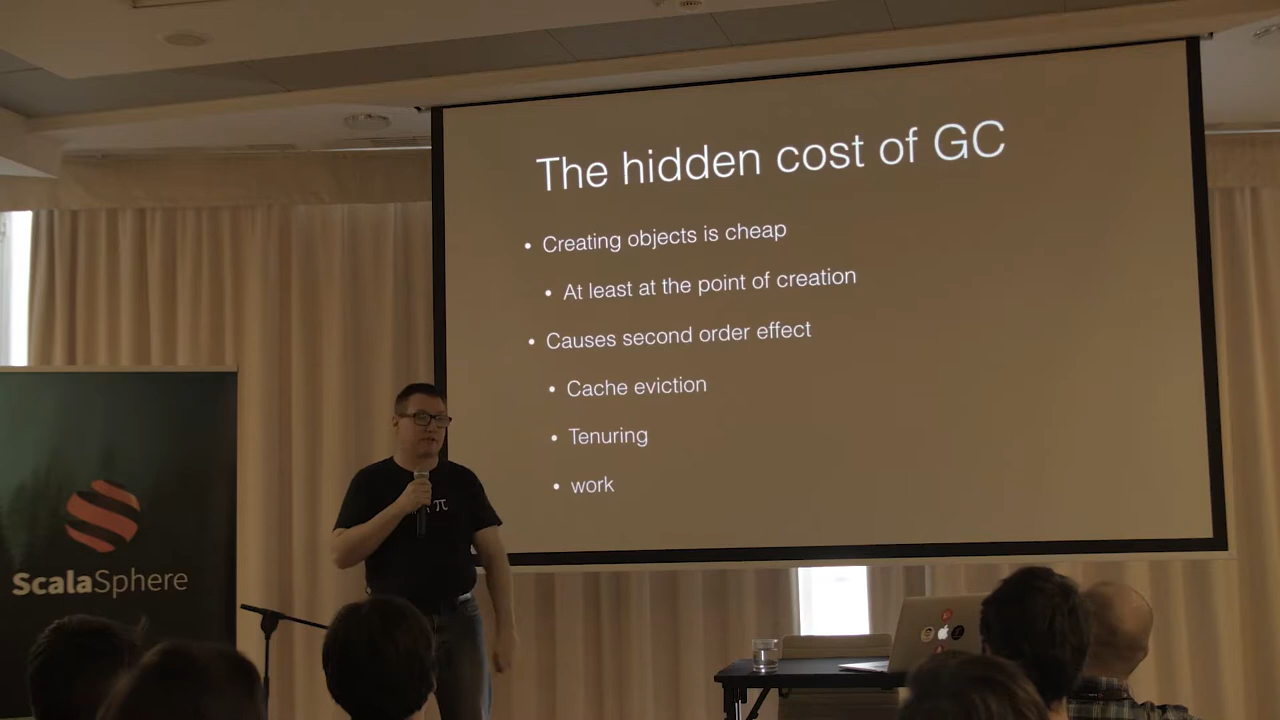 The hidden cost of GC
• Creating objects is cheap
• At least at the point of creation
• Causes second order effect
• Cache eviction
• Tenuring
• work
π
ScalaSphere